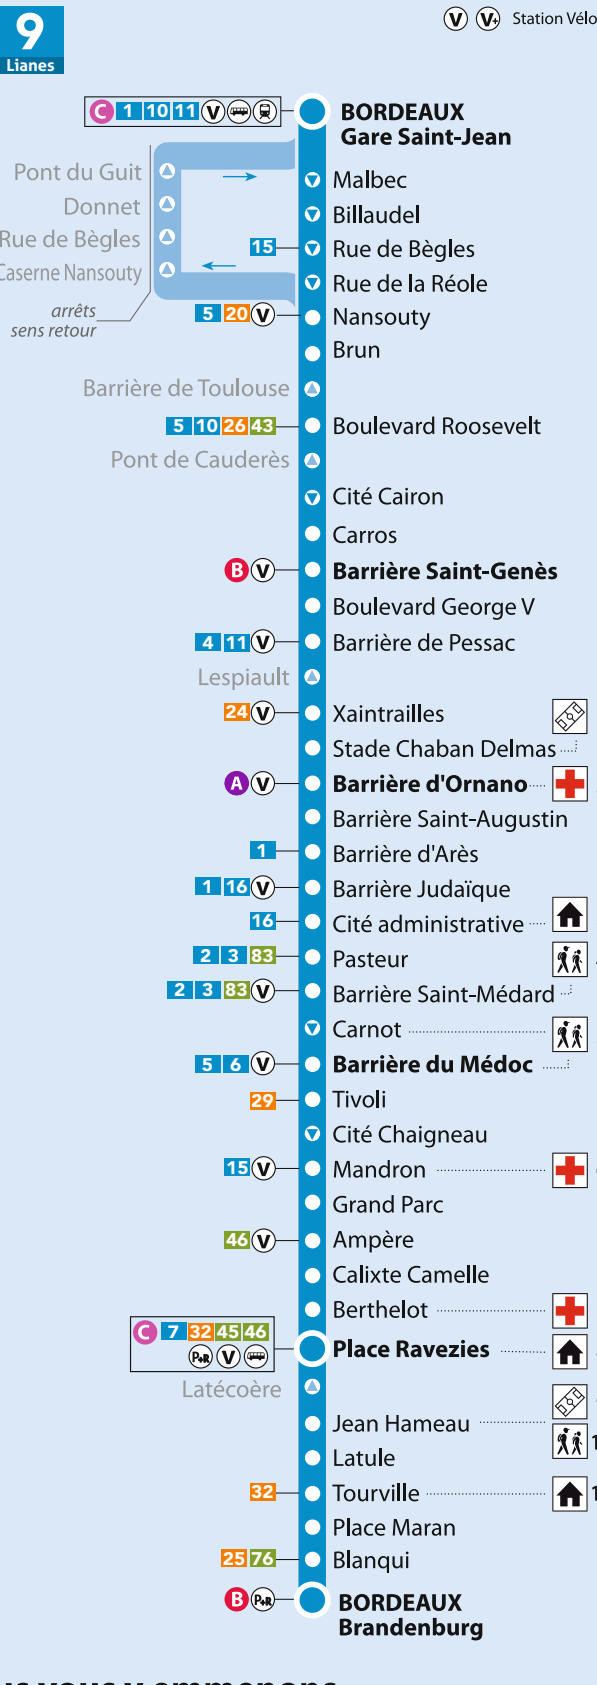 9
Lianes
V V+ Station Vélo
C 1 10 11 V
BORDEAUX
Gare Saint-Jean
Pont du Guit
Donnet
Rue de Bègles
Caserne Nansouty
arrêts
sens retour
Malbec
Billaudel
15 Rue de Bègles
Rue de la Réole
5 20 V Nansouty
Brun
Barrière de Toulouse
5 10 26 43 Boulevard Roosevelt
Pont de Cauderès
Cité Cairon
Carros
B V Barrière Saint-Genès
Boulevard George V
4 11 V Barrière de Pessac
Lespiault
24 V Xaintrailles
Stade Chaban Delmas
A V Barrière d'Ornano
Barrière Saint-Augustin
1 Barrière d'Arès
1 16 V Barrière Judaïque
16 Cité administrative
2 3 83 Pasteur
2 3 83 V Barrière Saint-Médard
Carnot
5 6 V Barrière du Médoc
29 Tivoli
Cité Chaigneau
15 V Mandron
Grand Parc
46 V Ampère
Calixte Camelle
Berthelot
C 7 32 45 46
P+R V
Place Ravezies
Latécoère
Jean Hameau
1
Latule
32 Tourville 1
Place Maran
25 76 Blanqui
B P+R BORDEAUX
Brandenburg